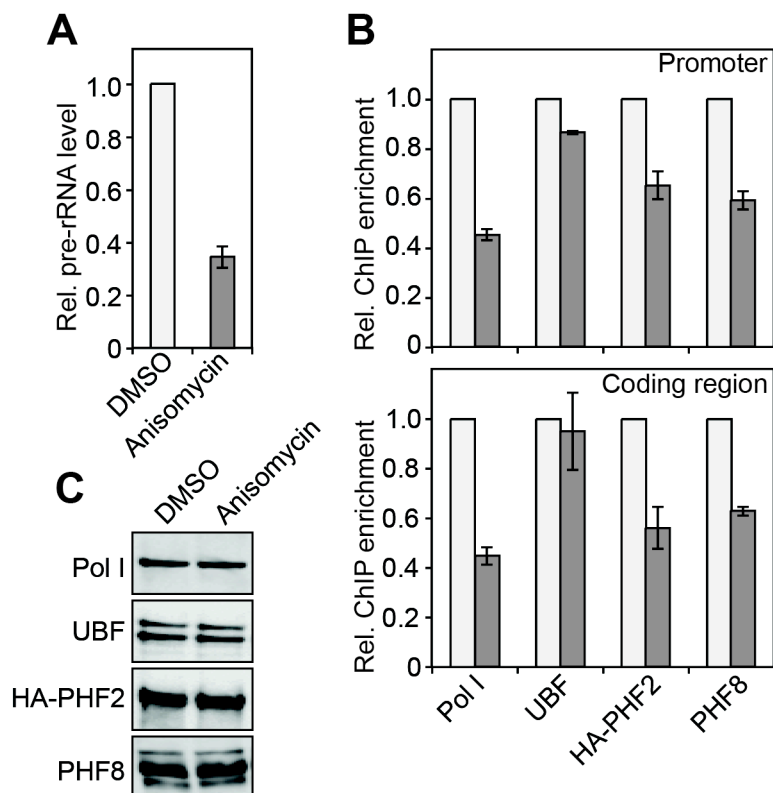 A
Rel. pre-rRNA level
1.0
0.8
0.6
0.4
0.2
0
DMSO
Anisomycin
B
Promoter
Rel. ChIP enrichment
1.0
0.8
0.6
0.4
0.2
0
Coding region
Rel. ChIP enrichment
1.0
0.8
0.6
0.4
0.2
0
Pol I
UBF
HA-PHF2
PHF8
C
DMSO
Anisomycin
Pol I
UBF
HA-PHF2
PHF8